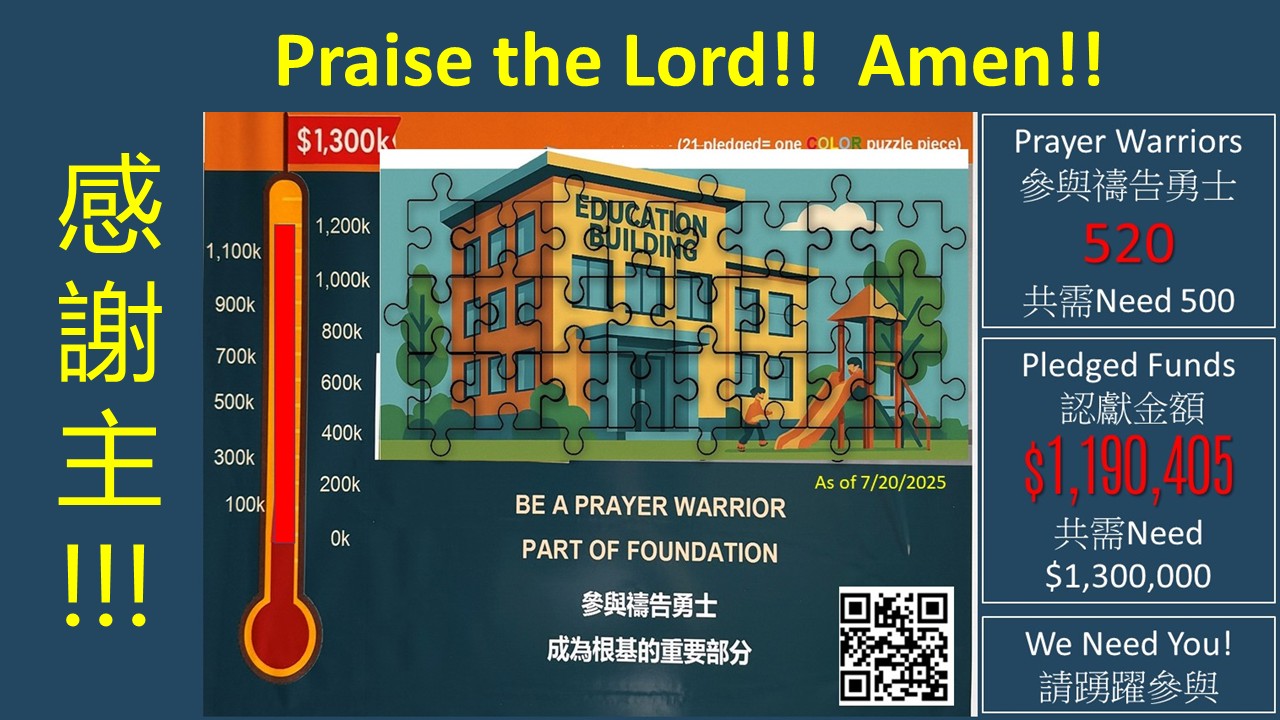 Praise the Lord!!  Amen!!
感
謝
主
!!!
$1,300k
(21 pledged= one COLOR puzzle piece)
1,200k
1,100k
1,000k
900k
800k
700k
600k
500k
400k
300k
200k
100k
0k
EDUCATION
BUILDING
As of 7/20/2025
BE A PRAYER WARRIOR
PART OF FOUNDATION
參與禱告勇士
成為根基的重要部分
Prayer Warriors
參與禱告勇士
520
共需Need 500
Pledged Funds
認獻金額
$1,190,405
共需Need
$1,300,000
We Need You!
請踴躍參與